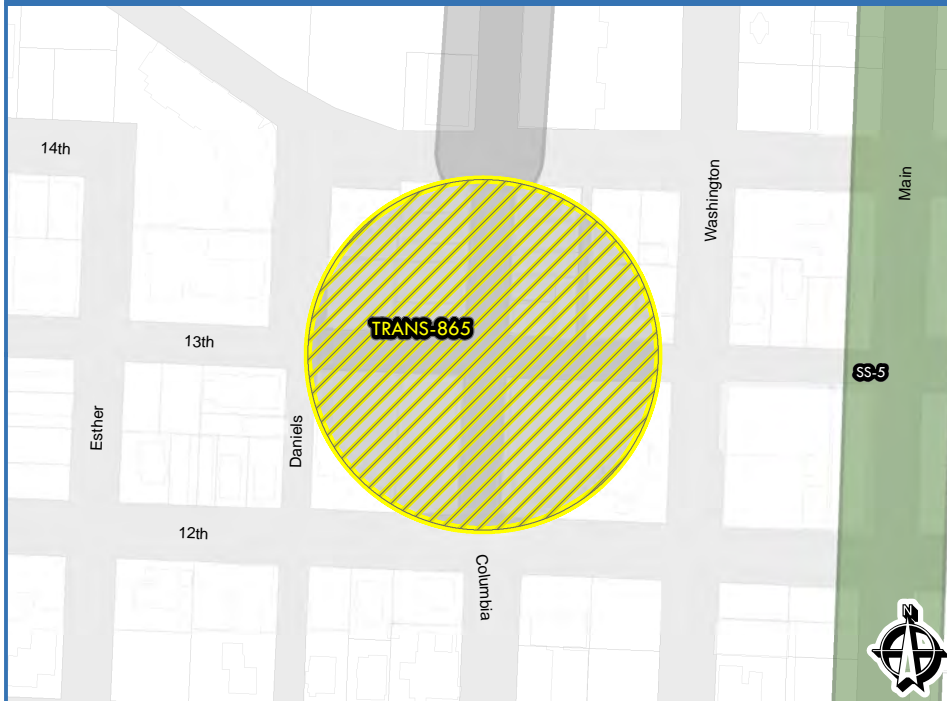 14th
Washington
Main
TRANS-865
13th
SS-5
Esther
Daniels
12th
Columbia
N